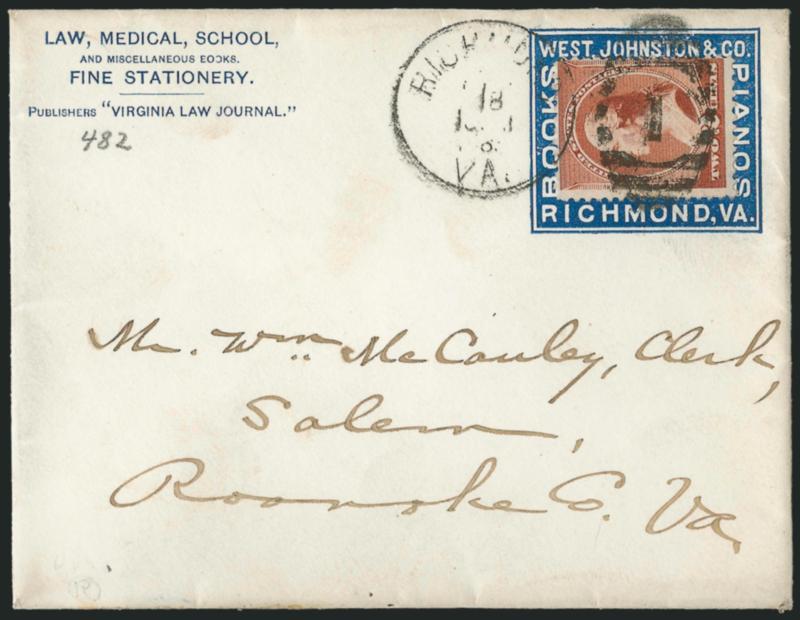 LAW, MEDICAL, SCHOOL,
AND MISCELLANEOUS BOOKS.
FINE STATIONERY.
PUBLISHERS "VIRGINIA LAW JOURNAL."
482
RICHMOND
18
VA.
WEST, JOHNSTON & CO.
BOOKS
PIANOS
RICHMOND, VA.
Mr. Wm. McCauley, Clerk,
Salem,
Roanoke Co. Va.